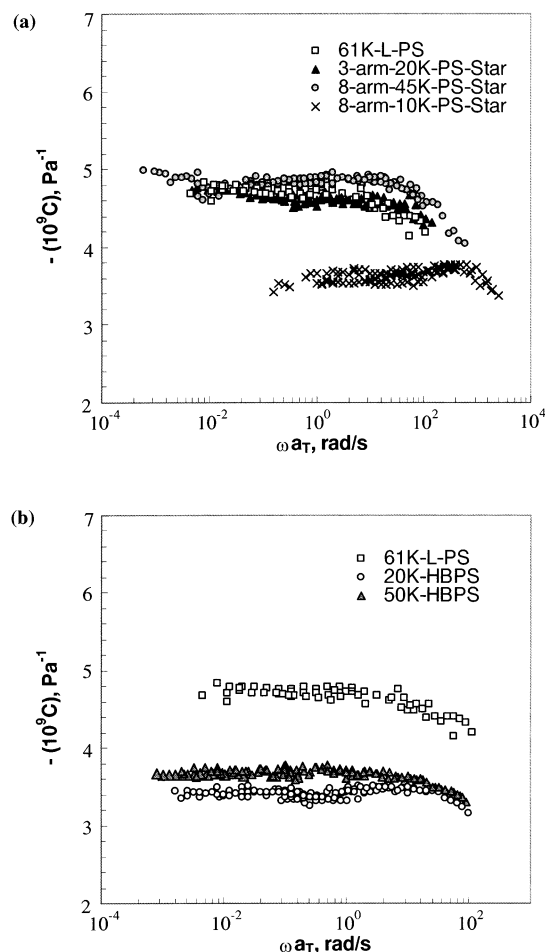 (a)
7
6
5
4
3
2
- (10⁹C), Pa⁻¹
61K-L-PS
3-arm-20K-PS-Star
8-arm-45K-PS-Star
8-arm-10K-PS-Star
10⁻⁴ 10⁻² 10⁰ 10² 10⁴
ωa_T, rad/s
(b)
7
6
5
4
3
2
- (10⁹C), Pa⁻¹
61K-L-PS
20K-HBPS
50K-HBPS
10⁻⁴ 10⁻² 10⁰ 10² 10³
ωa_T, rad/s